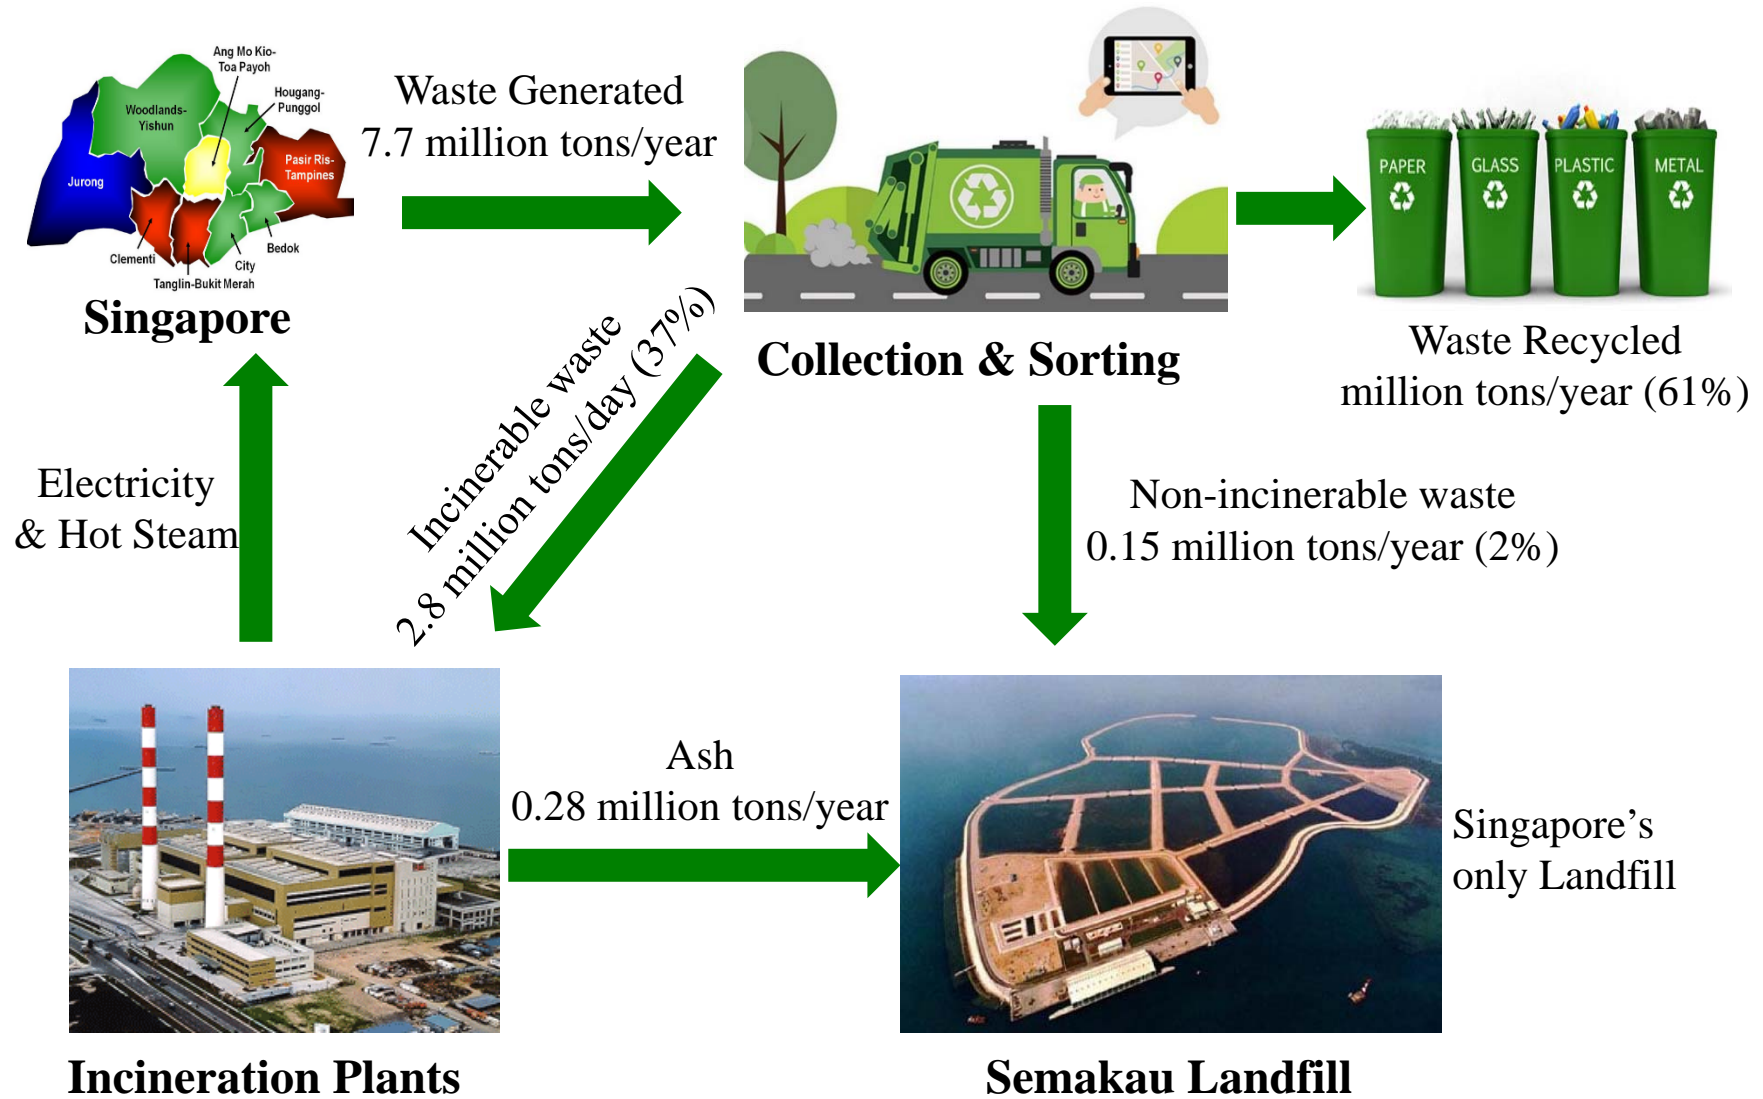 Ang Mo Kio-
Toa Payoh
Hougang-
Punggol
Woodlands-
Yishun
Pasir Ris-
Tampines
Jurong
Clementi
Bedok
City
Tanglin-Bukit Merah
Singapore
Waste Generated
7.7 million tons/year
Collection & Sorting
PAPER
GLASS
PLASTIC
METAL
Waste Recycled
million tons/year (61%)
Incinerable waste
2.8 million tons/day (37%)
Electricity
& Hot Steam
Non-incinerable waste
0.15 million tons/year (2%)
Ash
0.28 million tons/year
Singapore’s
only Landfill
Incineration Plants
Semakau Landfill